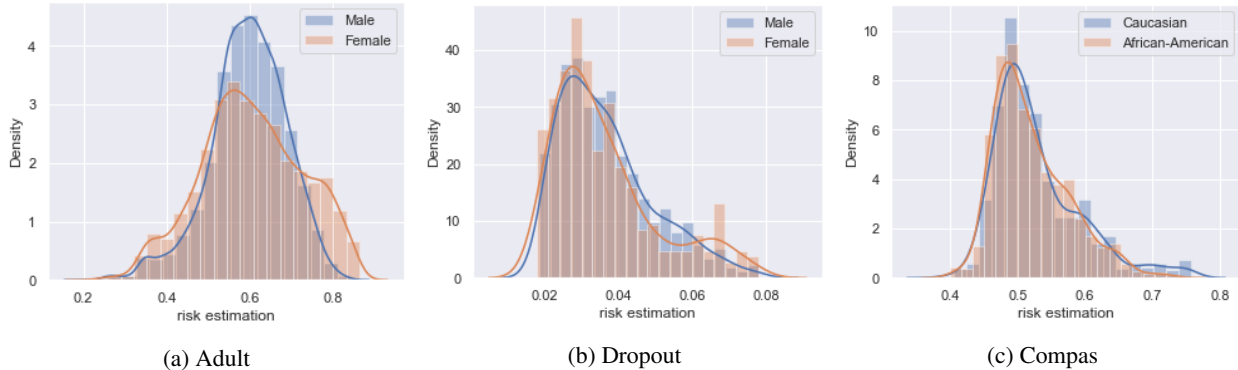 Male
Female
Density
4
3
2
1
0
0.2 0.4 0.6 0.8
risk estimation
(a) Adult
Male
Female
Density
40
30
20
10
0
0.02 0.04 0.06 0.08
risk estimation
(b) Dropout
Caucasian
African-American
Density
10
8
6
4
2
0
0.4 0.5 0.6 0.7 0.8
risk estimation
(c) Compas